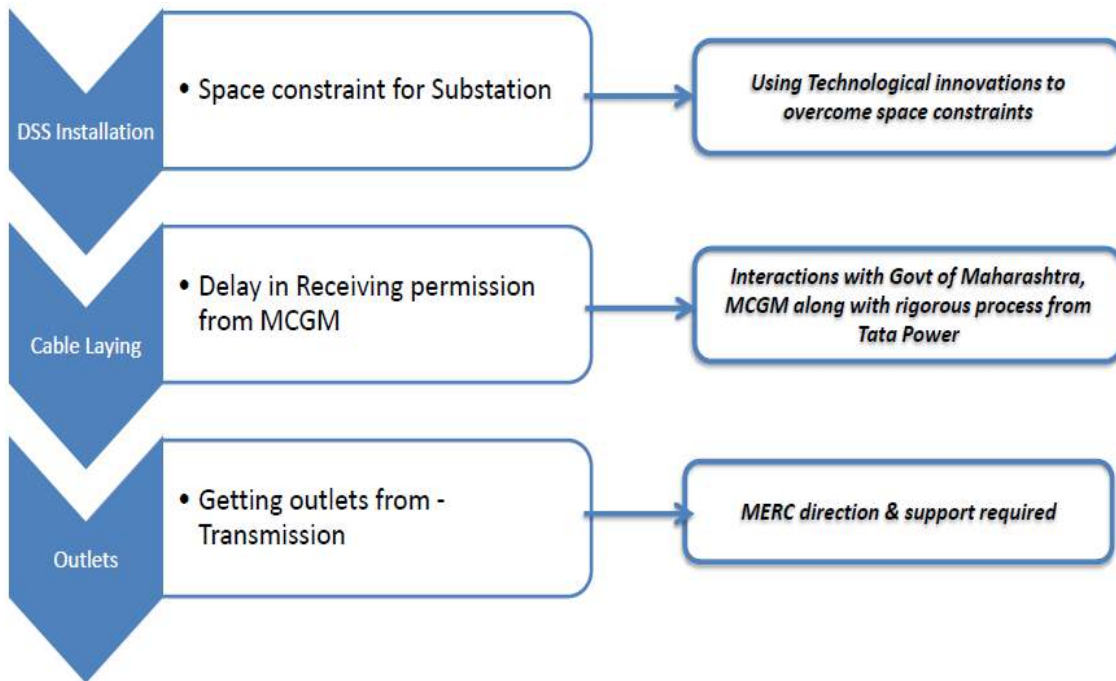 DSS Installation
• Space constraint for Substation
Using Technological innovations to
overcome space constraints
Cable Laying
• Delay in Receiving permission
from MCGM
Interactions with Govt of Maharashtra,
MCGM along with rigorous process from
Tata Power
Outlets
• Getting outlets from -
Transmission
MERC direction & support required